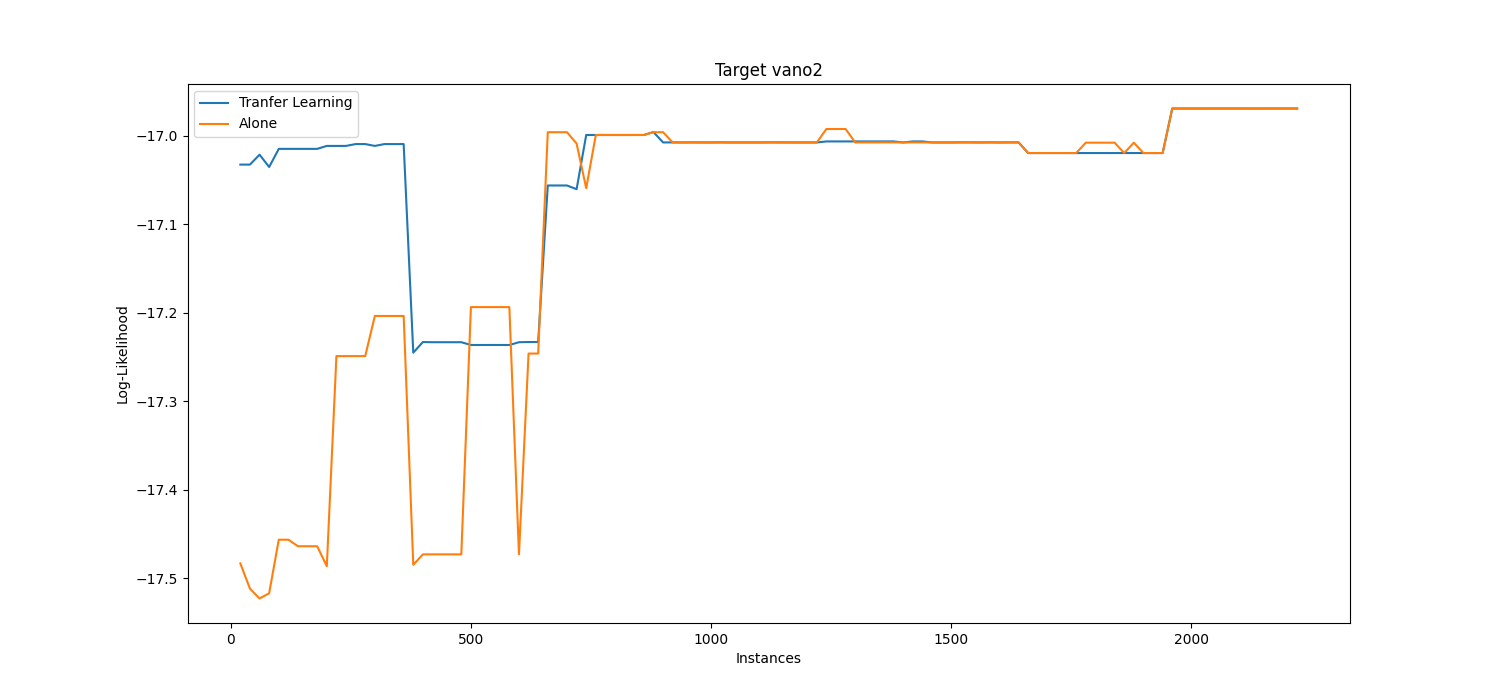 Target vano2
Tranfer Learning
Alone
−17.0
−17.1
−17.2
−17.3
−17.4
−17.5
Log-Likelihood
0 500 1000 1500 2000
Instances